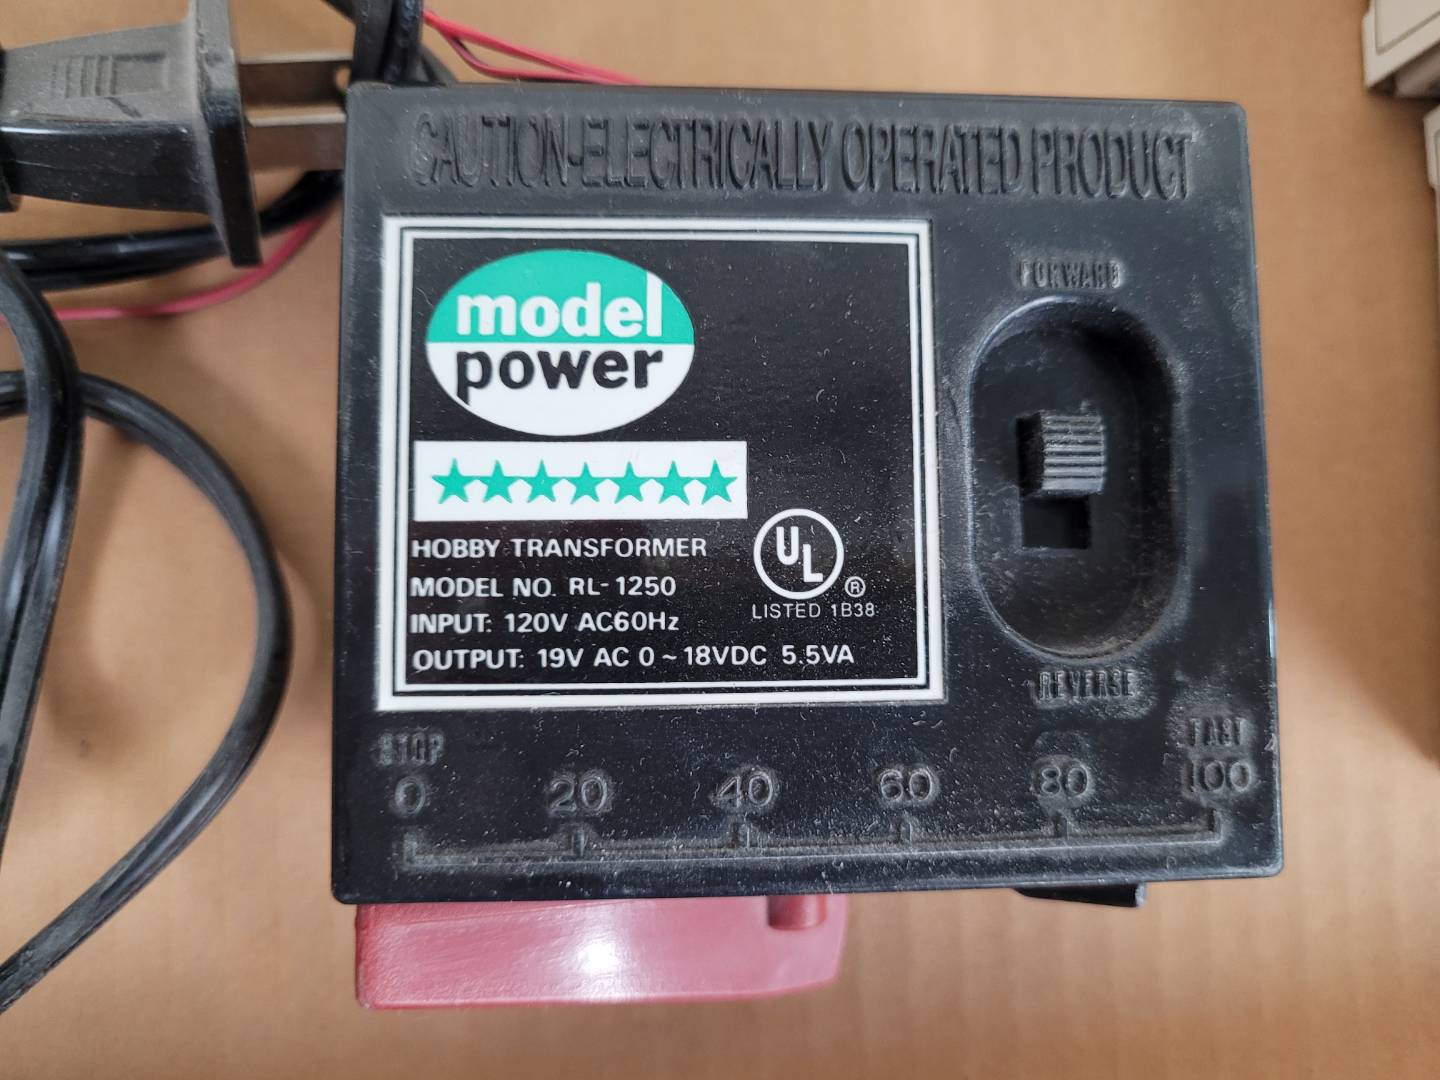 CAUTION-ELECTRICALLY OPERATED PRODUCT
model
power
HOBBY TRANSFORMER
MODEL NO. RL-1250
INPUT: 120V AC60Hz
OUTPUT: 19V AC 0 ~ 18VDC 5.5VA
UL ®
LISTED 1B38
FORWARD
REVERSE
STOP FAST
0 20 40 60 80 100